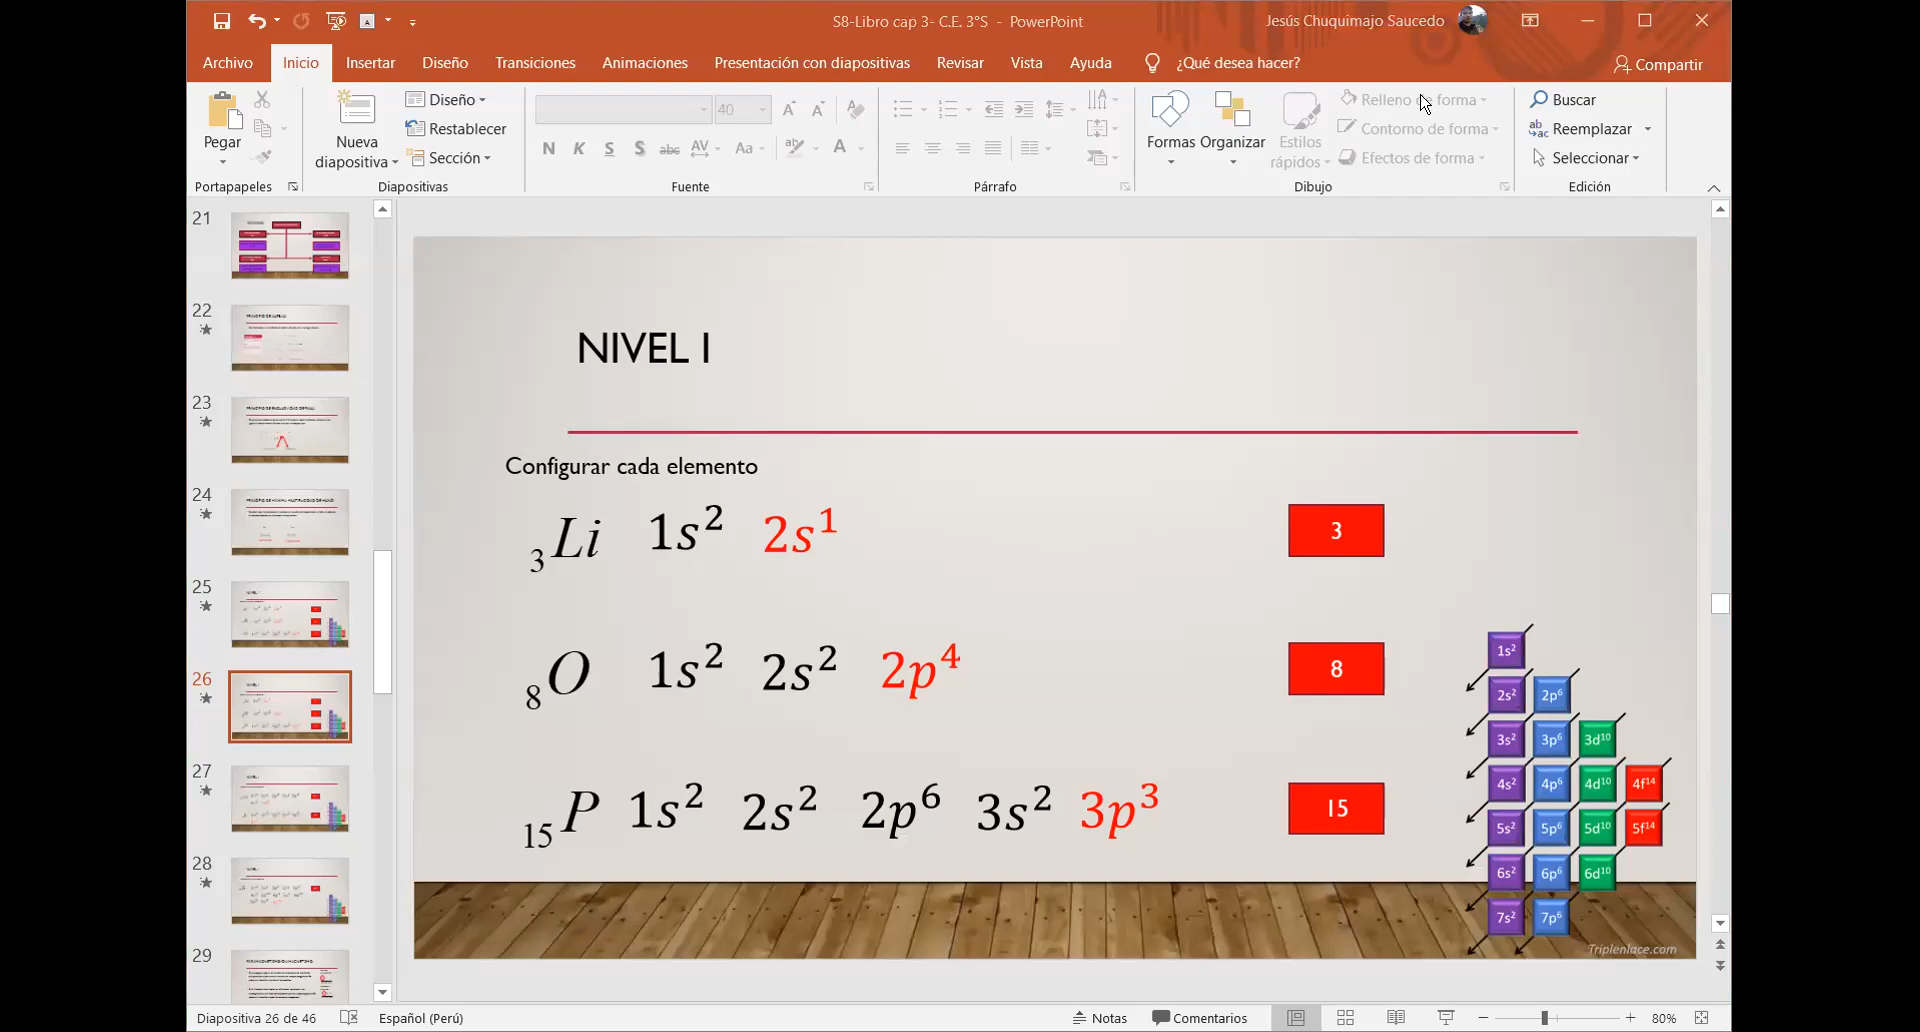 S8-Libro cap 3- C.E. 3°S - PowerPoint
Jesús Chuquimajo Saucedo
Archivo Inicio Insertar Diseño Transiciones Animaciones Presentación con diapositivas Revisar Vista Ayuda ¿Qué desea hacer? Compartir
Pegar
Portapapeles
Nueva diapositiva
Diseño
Restablecer
Sección
Diapositivas
40
N K S S abc AV Aa A
Fuente
Párrafo
Formas
Organizar
Estilos rápidos
Relleno de forma
Contorno de forma
Efectos de forma
Dibujo
Buscar
Reemplazar
Seleccionar
Edición
21
22
23
24
25
26
27
28
29
NIVEL I
Configurar cada elemento
₃Li 1s² 2s¹ 3
₈O 1s² 2s² 2p⁴ 8
₁₅P 1s² 2s² 2p⁶ 3s² 3p³ 15
1s²
2s² 2p⁶
3s² 3p⁶ 3d¹⁰
4s² 4p⁶ 4d¹⁰ 4f¹⁴
5s² 5p⁶ 5d¹⁰ 5f¹⁴
6s² 6p⁶ 6d¹⁰
7s² 7p⁶
Triplenlace.com
Diapositiva 26 de 46 Español (Perú) Notas Comentarios 80%